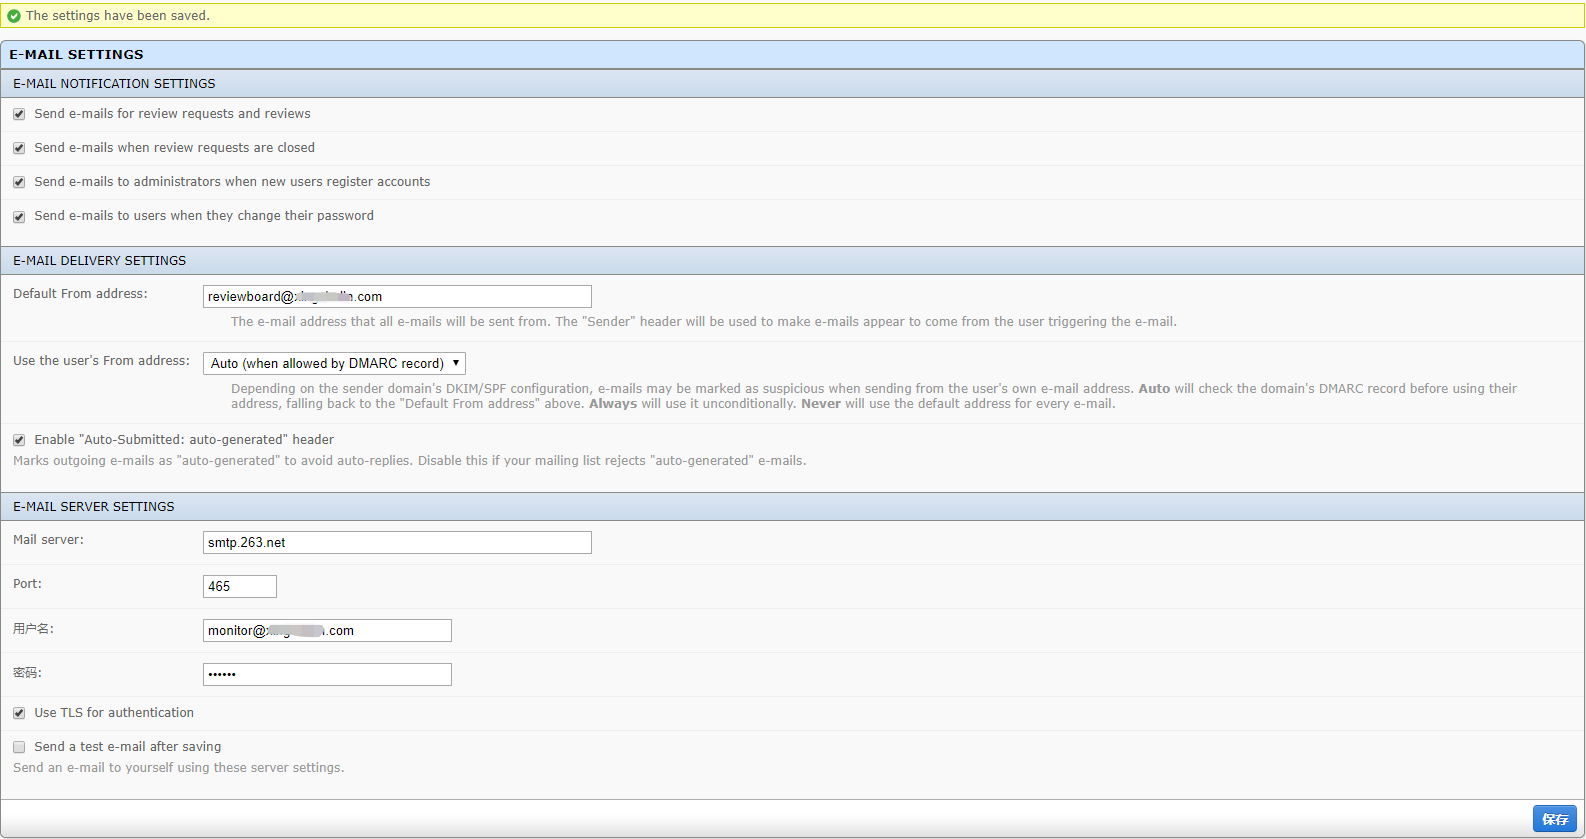 The settings have been saved.
E-MAIL SETTINGS
E-MAIL NOTIFICATION SETTINGS
Send e-mails for review requests and reviews
Send e-mails when review requests are closed
Send e-mails to administrators when new users register accounts
Send e-mails to users when they change their password
E-MAIL DELIVERY SETTINGS
Default From address: reviewboard@ .com
The e-mail address that all e-mails will be sent from. The "Sender" header will be used to make e-mails appear to come from the user triggering the e-mail.
Use the user's From address: Auto (when allowed by DMARC record)
Depending on the sender domain's DKIM/SPF configuration, e-mails may be marked as suspicious when sending from the user's own e-mail address. Auto will check the domain's DMARC record before using their
address, falling back to the "Default From address" above. Always will use it unconditionally. Never will use the default address for every e-mail.
Enable "Auto-Submitted: auto-generated" header
Marks outgoing e-mails as "auto-generated" to avoid auto-replies. Disable this if your mailing list rejects "auto-generated" e-mails.
E-MAIL SERVER SETTINGS
Mail server: smtp.263.net
Port: 465
用户名: monitor@ .com
密码: ••••••
Use TLS for authentication
Send a test e-mail after saving
Send an e-mail to yourself using these server settings.
保存